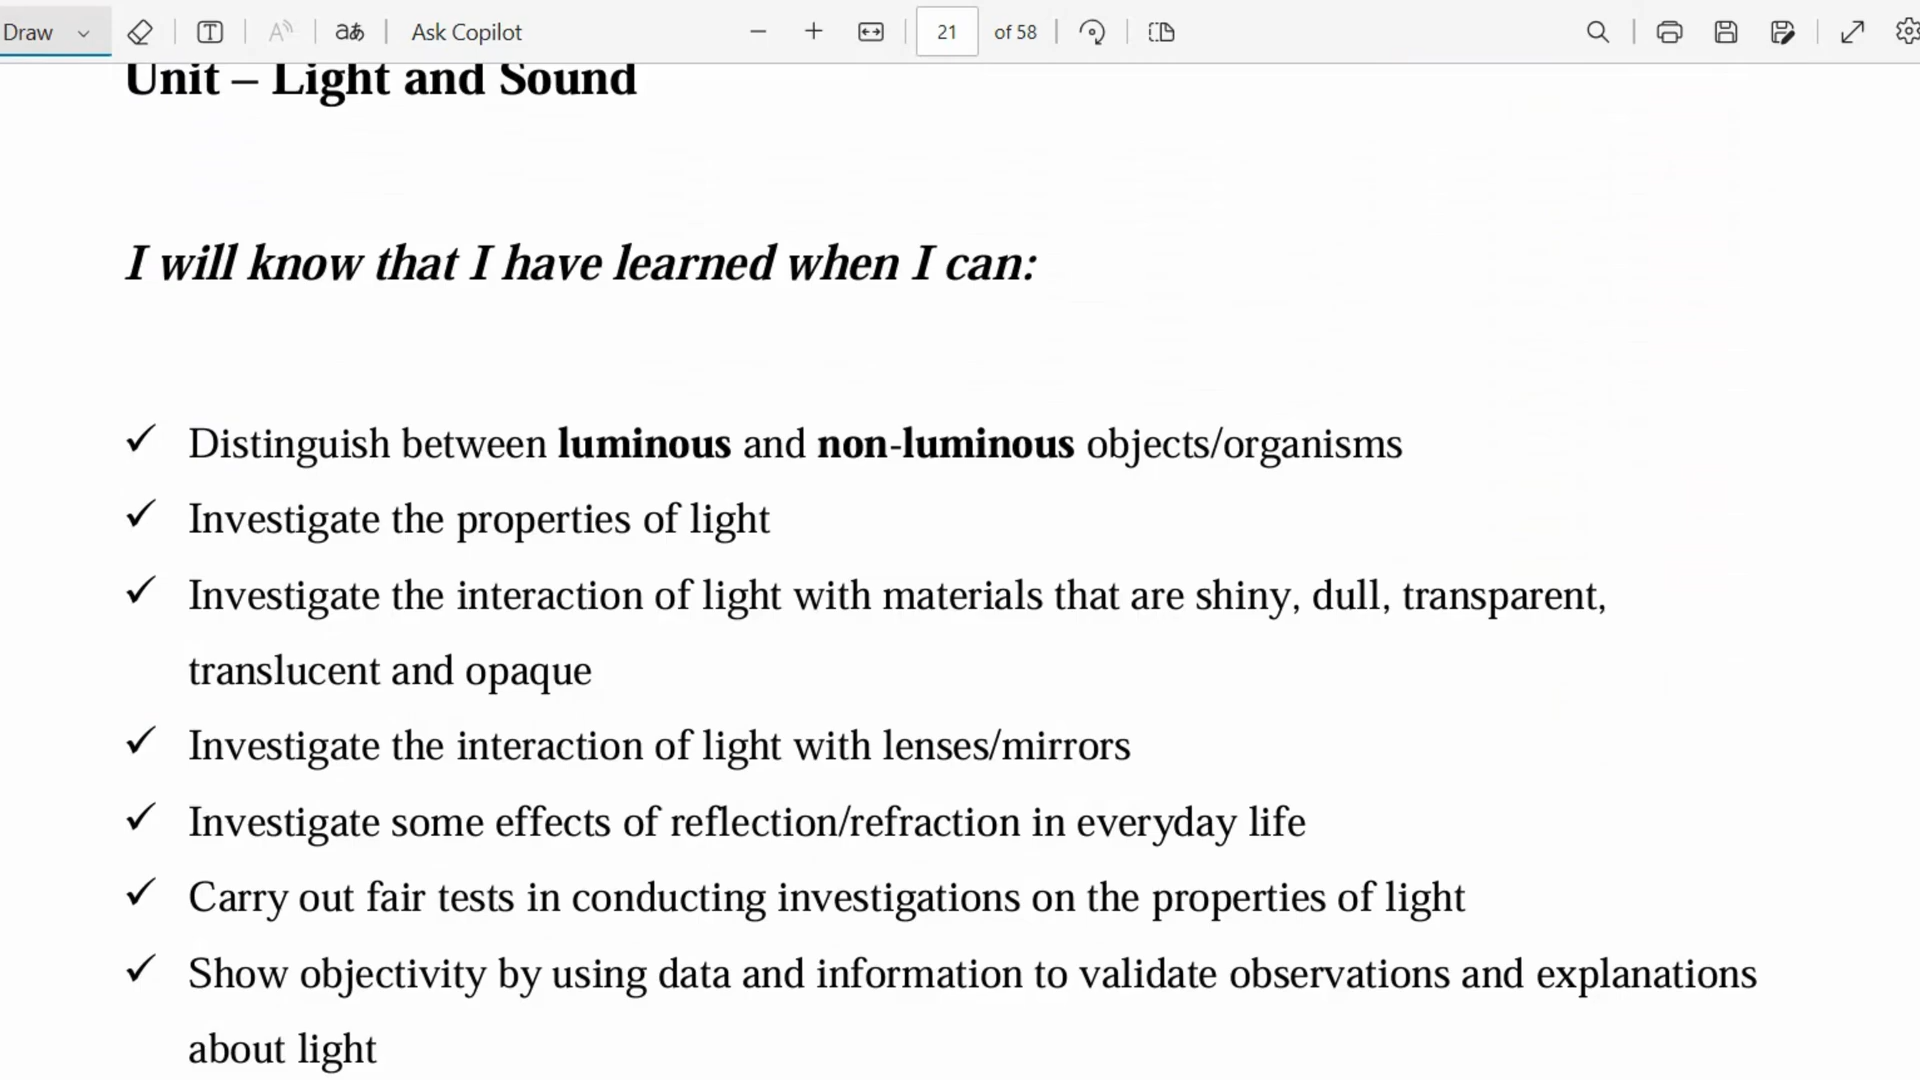 Draw
aあ Ask Copilot 21 of 58
Unit – Light and Sound
I will know that I have learned when I can:
✓ Distinguish between luminous and non-luminous objects/organisms
✓ Investigate the properties of light
✓ Investigate the interaction of light with materials that are shiny, dull, transparent,
translucent and opaque
✓ Investigate the interaction of light with lenses/mirrors
✓ Investigate some effects of reflection/refraction in everyday life
✓ Carry out fair tests in conducting investigations on the properties of light
✓ Show objectivity by using data and information to validate observations and explanations
about light